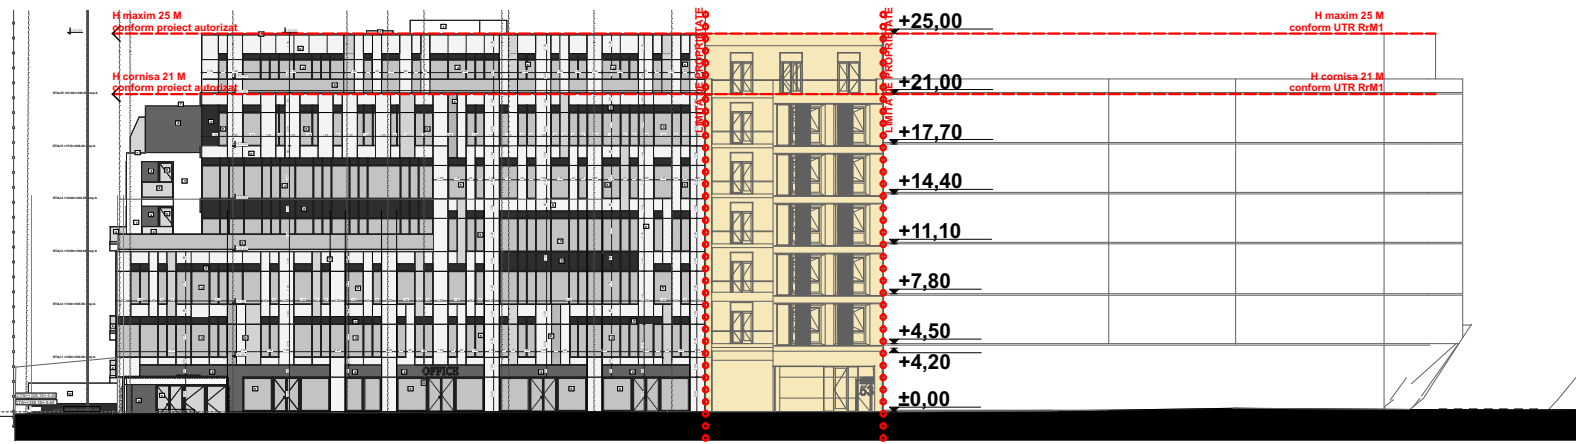 H maxim 25 M
conform proiect autorizat
H cornisa 21 M
conform proiect autorizat
OFFICE
LIMITA DE PROPRIETATE
53
LIMITA DE PROPRIETATE
+25,00
+21,00
+17,70
+14,40
+11,10
+7,80
+4,50
+4,20
±0,00
H maxim 25 M
conform UTR RrM1
H cornisa 21 M
conform UTR RrM1